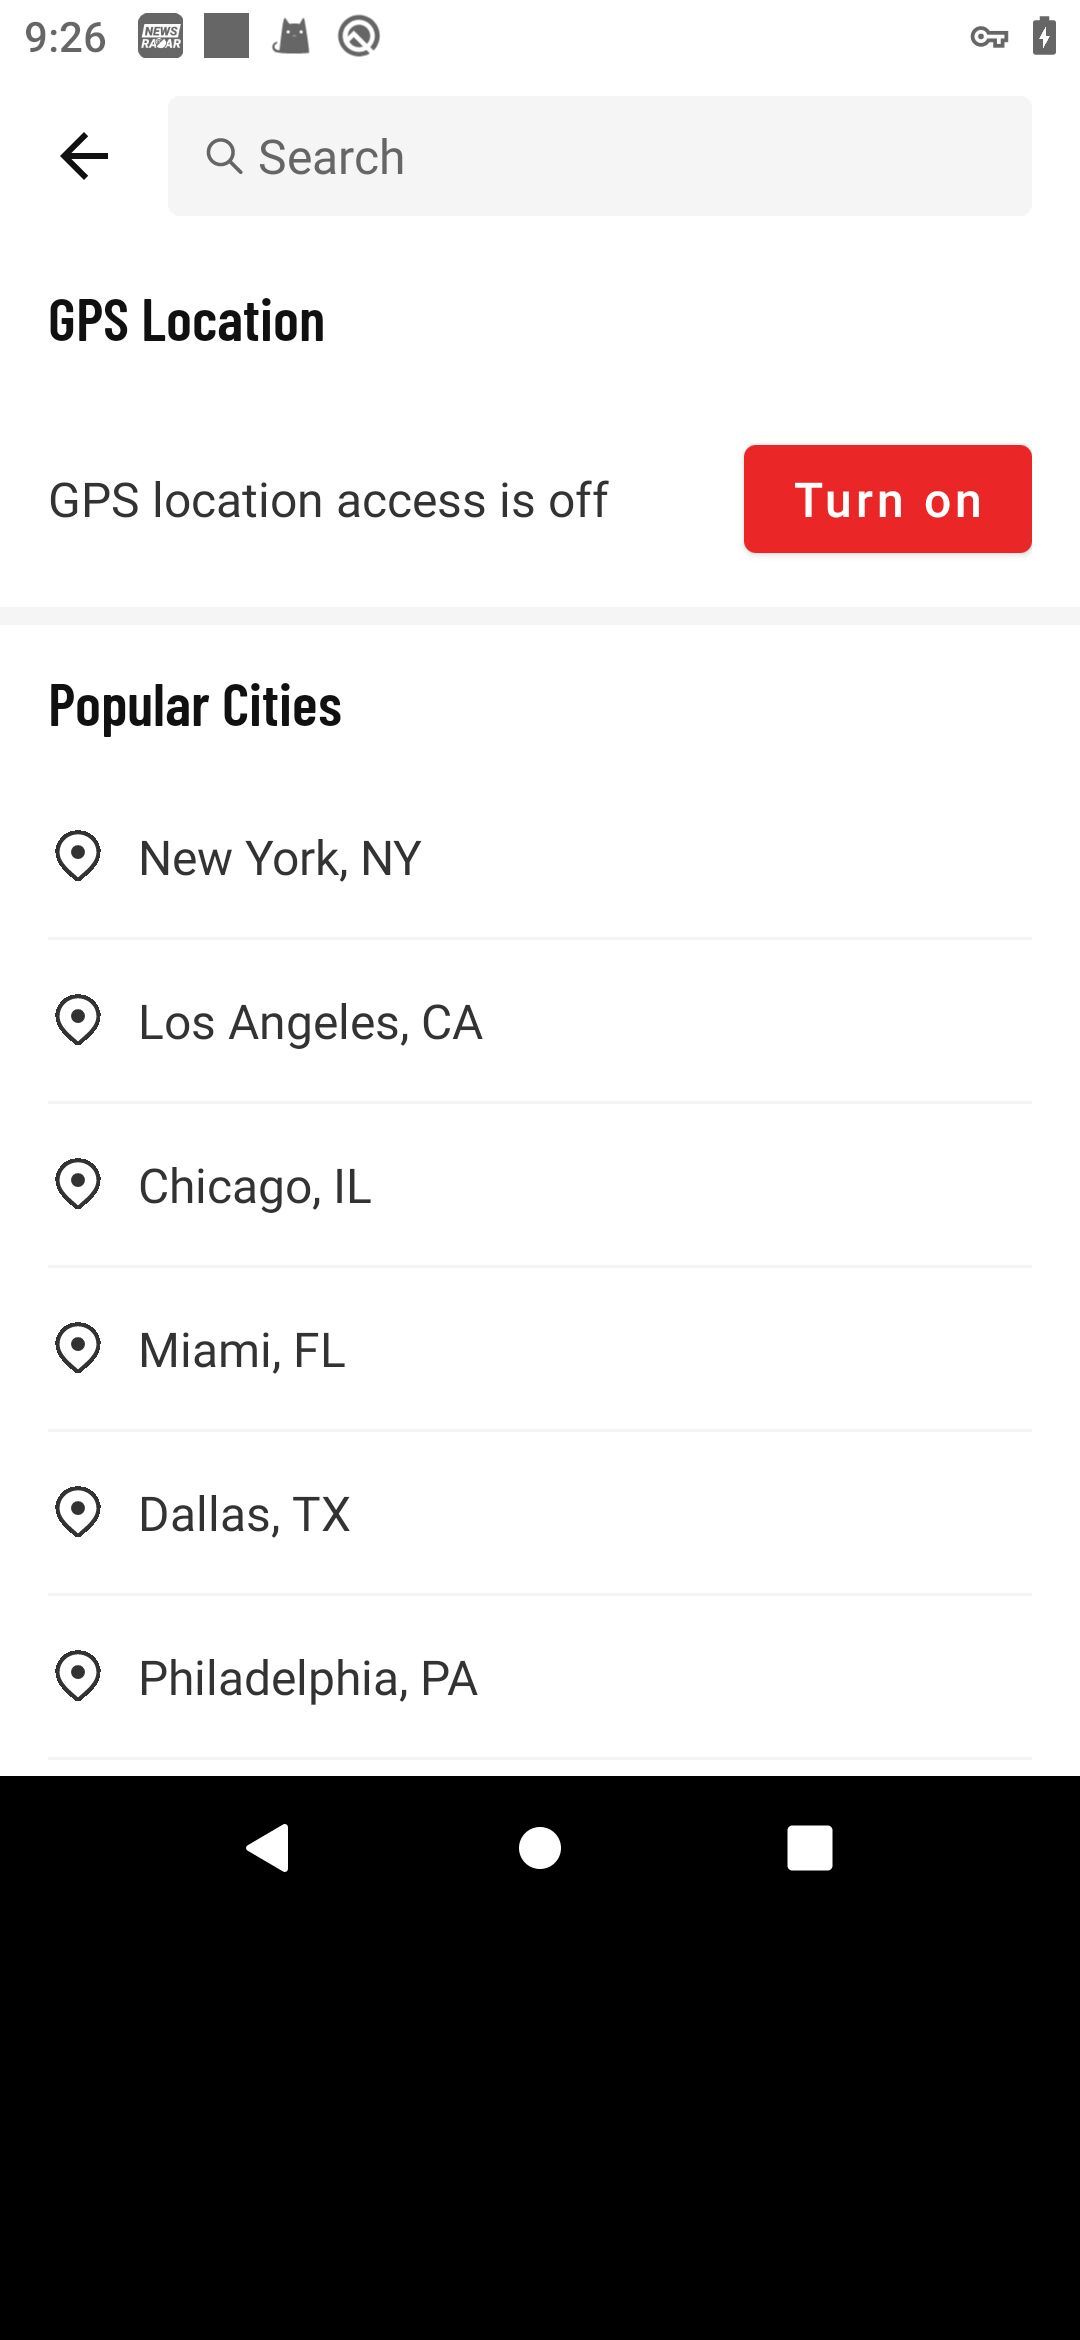 9:26
NEWS
RADAR
Search
GPS Location
GPS location access is off
Turn on
Popular Cities
New York, NY
Los Angeles, CA
Chicago, IL
Miami, FL
Dallas, TX
Philadelphia, PA